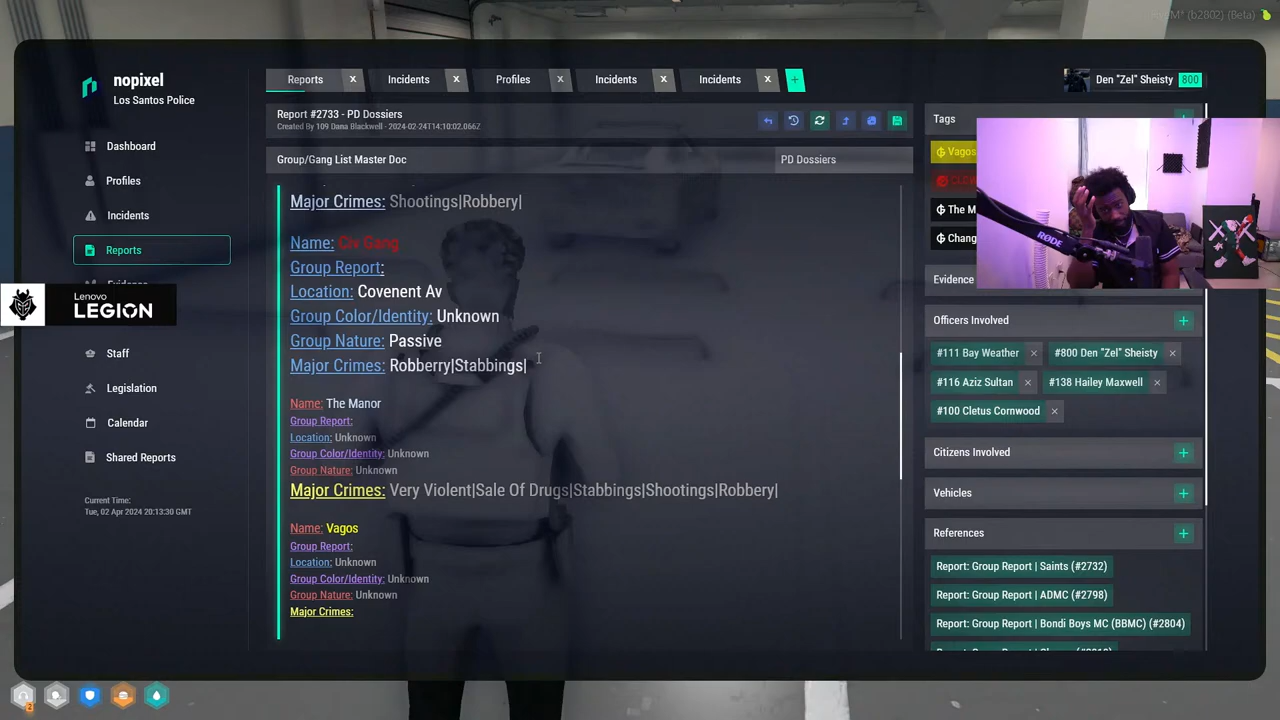 M* (b2802) (Beta)
nopixel
Los Santos Police
Reports x
Incidents x
Profiles x
Incidents x
Incidents x
+
Den "Zel" Sheisty 800
Dashboard
Profiles
Incidents
Reports
Lenovo
LEGION
Staff
Legislation
Calendar
Shared Reports
Current Time:
Tue, 02 Apr 2024 20:13:30 GMT
Report #2733 - PD Dossiers
Created By 109 Dana Blackwell - 2024-02-24T14:10:02.066Z
Group/Gang List Master Doc
PD Dossiers
Major Crimes: Shootings|Robbery|
Name: Civ Gang
Group Report:
Location: Covenent Av
Group Color/Identity: Unknown
Group Nature: Passive
Major Crimes: Robberry|Stabbings|
Name: The Manor
Group Report:
Location: Unknown
Group Color/Identity: Unknown
Group Nature: Unknown
Major Crimes: Very Violent|Sale Of Drugs|Stabbings|Shootings|Robbery|
Name: Vagos
Group Report:
Location: Unknown
Group Color/Identity: Unknown
Group Nature: Unknown
Major Crimes:
Tags
Vagos
The M
Chang
RØDE
Evidence
Officers Involved +
#111 Bay Weather x
#800 Den "Zel" Sheisty x
#116 Aziz Sultan x
#138 Hailey Maxwell x
#100 Cletus Cornwood x
Citizens Involved +
Vehicles +
References +
Report: Group Report | Saints (#2732)
Report: Group Report | ADMC (#2798)
Report: Group Report | Bondi Boys MC (BBMC) (#2804)
2